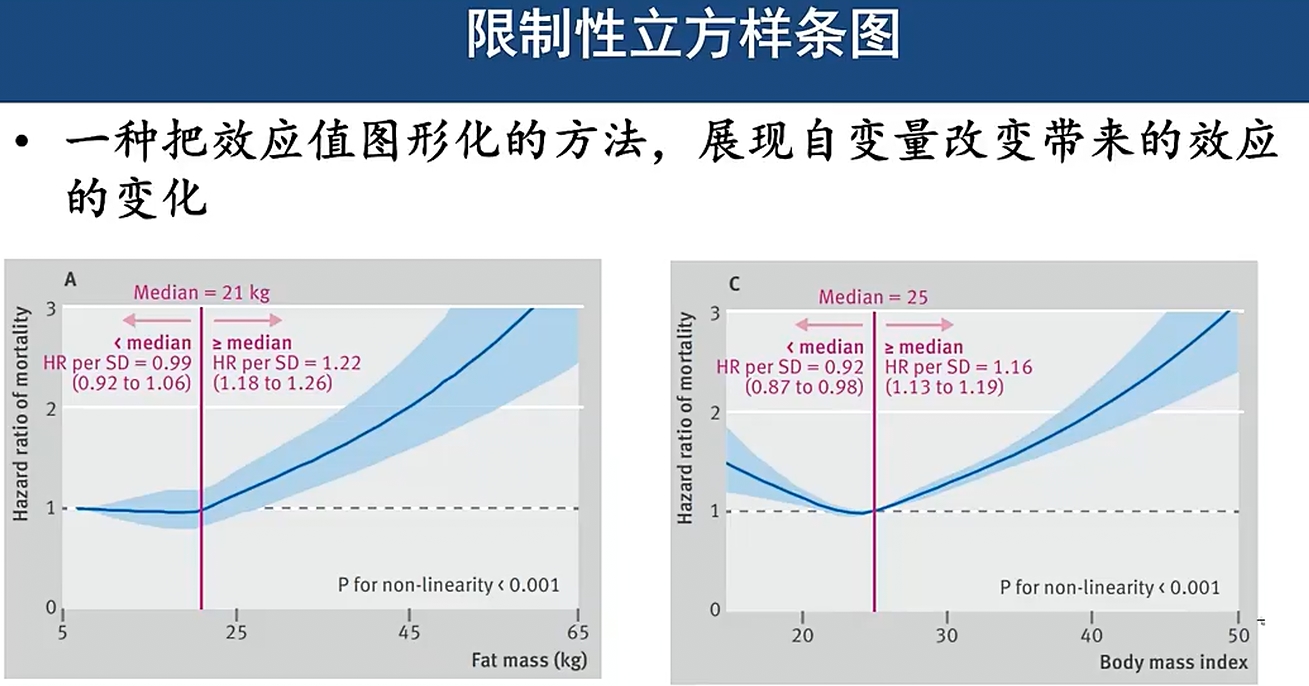 限制性立方样条图
• 一种把效应值图形化的方法，展现自变量改变带来的效应
的变化
A
Median = 21 kg
< median
HR per SD = 0.99
(0.92 to 1.06)
≥ median
HR per SD = 1.22
(1.18 to 1.26)
Hazard ratio of mortality
3
2
1
0
P for non-linearity < 0.001
5 25 45 65
Fat mass (kg)
C
Median = 25
< median
HR per SD = 0.92
(0.87 to 0.98)
≥ median
HR per SD = 1.16
(1.13 to 1.19)
Hazard ratio of mortality
3
2
1
0
P for non-linearity < 0.001
20 30 40 50
Body mass index